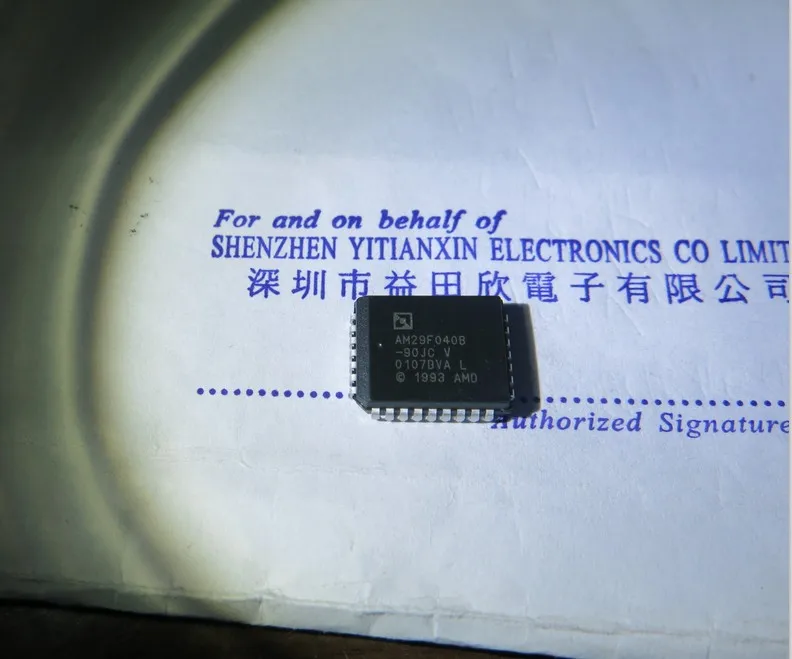 For and on behalf of
SHENZHEN YITIANXIN ELECTRONICS CO LIMIT
深圳市益田欣電子有限公司
AM29F040B
-90JC V
0107BVA L
© 1993 AMD
Authorized Signature